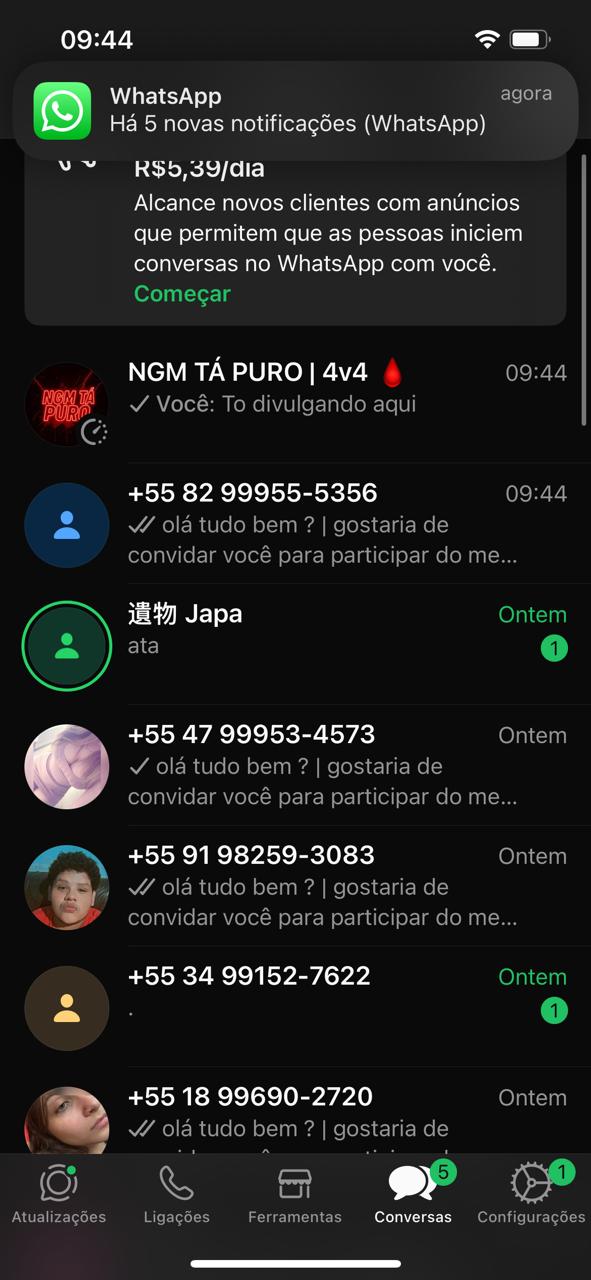 09:44
WhatsApp
agora
Há 5 novas notificações (WhatsApp)
R$5,39/dia
Alcance novos clientes com anúncios
que permitem que as pessoas iniciem
conversas no WhatsApp com você.
Começar
NGM TÁ PURO
NGM TÁ PURO | 4v4 🩸
09:44
Você: To divulgando aqui
+55 82 99955-5356
09:44
olá tudo bem ? | gostaria de
convidar você para participar do me...
遺物 Japa
Ontem
ata
1
+55 47 99953-4573
Ontem
olá tudo bem ? | gostaria de
convidar você para participar do me...
+55 91 98259-3083
Ontem
olá tudo bem ? | gostaria de
convidar você para participar do me...
+55 34 99152-7622
Ontem
.
1
+55 18 99690-2720
Ontem
olá tudo bem ? | gostaria de
5
1
Atualizações
Ligações
Ferramentas
Conversas
Configurações